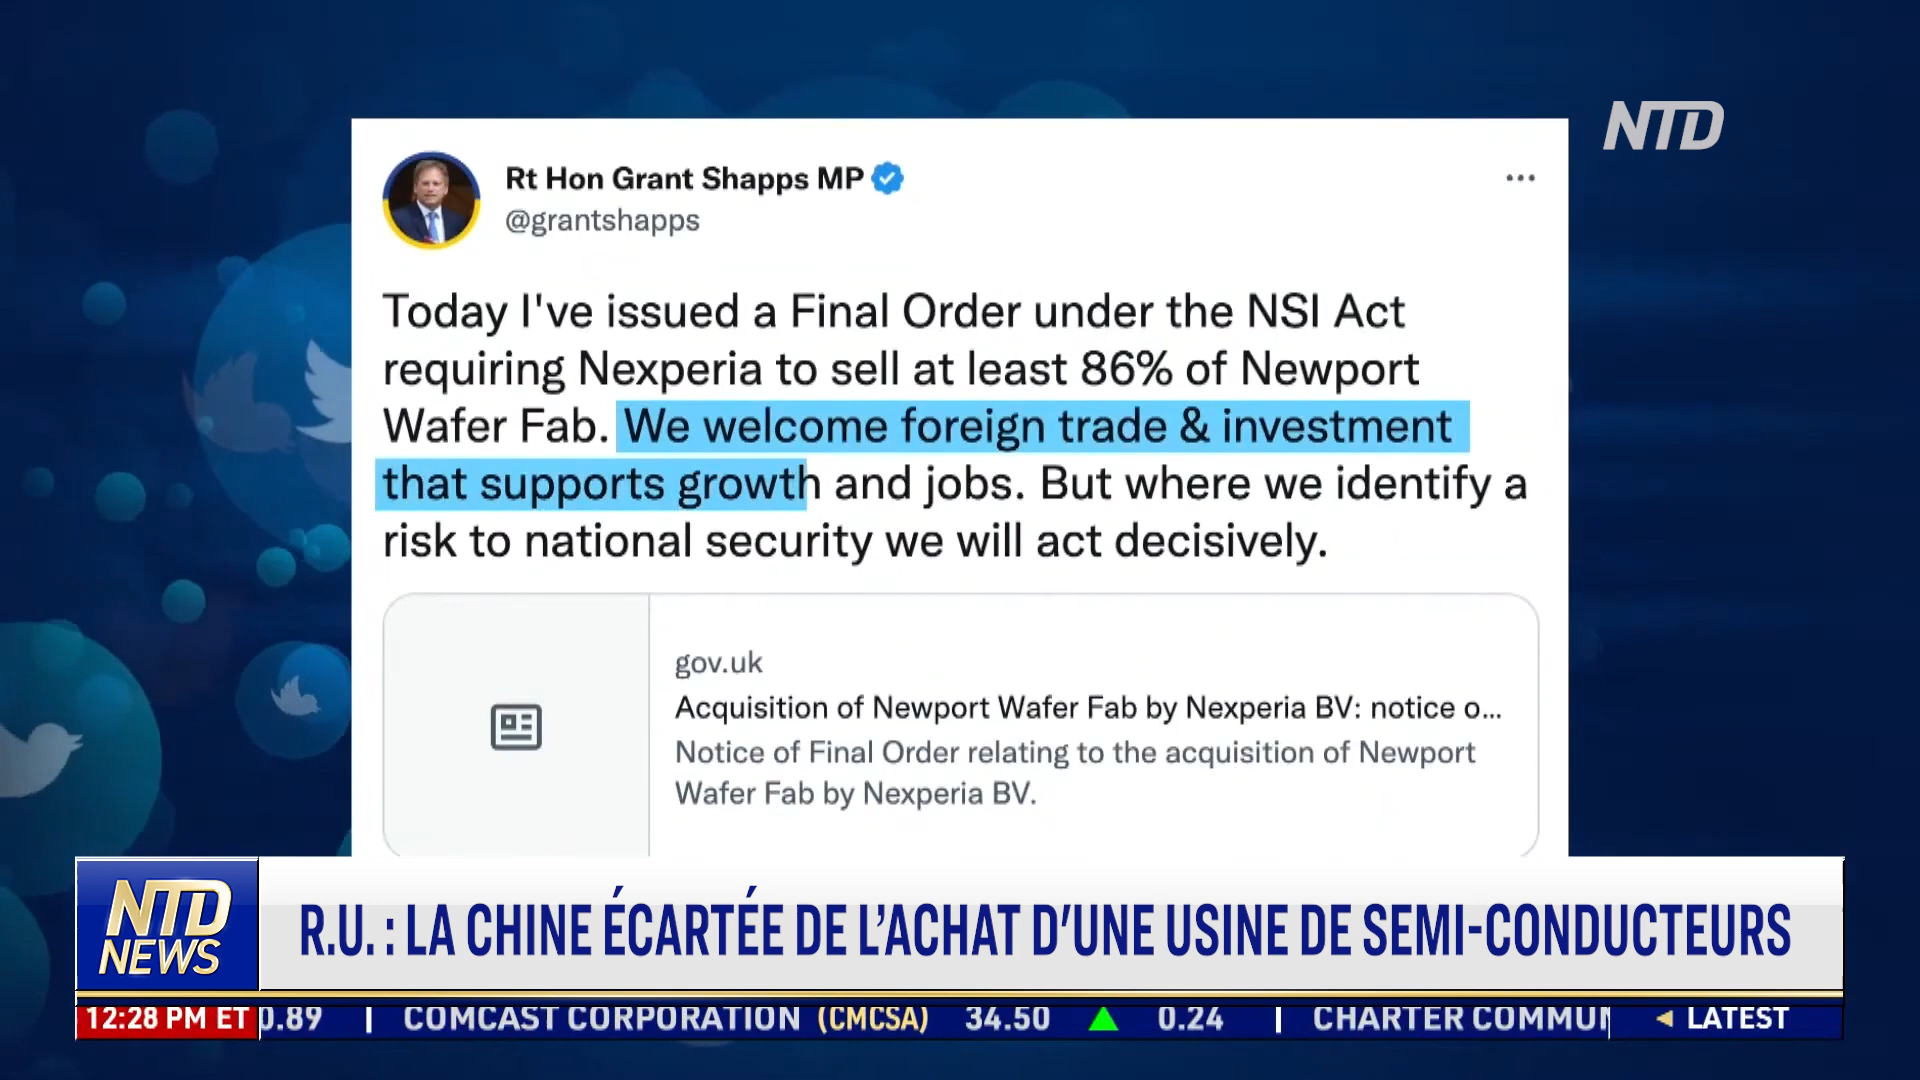 NTD
Rt Hon Grant Shapps MP
@grantshapps
Today I've issued a Final Order under the NSI Act
requiring Nexperia to sell at least 86% of Newport
Wafer Fab. We welcome foreign trade & investment
that supports growth and jobs. But where we identify a
risk to national security we will act decisively.
gov.uk
Acquisition of Newport Wafer Fab by Nexperia BV: notice o...
Notice of Final Order relating to the acquisition of Newport
Wafer Fab by Nexperia BV.
NTD
NEWS
R.U. : LA CHINE ÉCARTÉE DE L’ACHAT D’UNE USINE DE SEMI-CONDUCTEURS
12:28 PM ET 0.89 | COMCAST CORPORATION (CMCSA) 34.50 ▲ 0.24 | CHARTER COMMUN ◄ LATEST